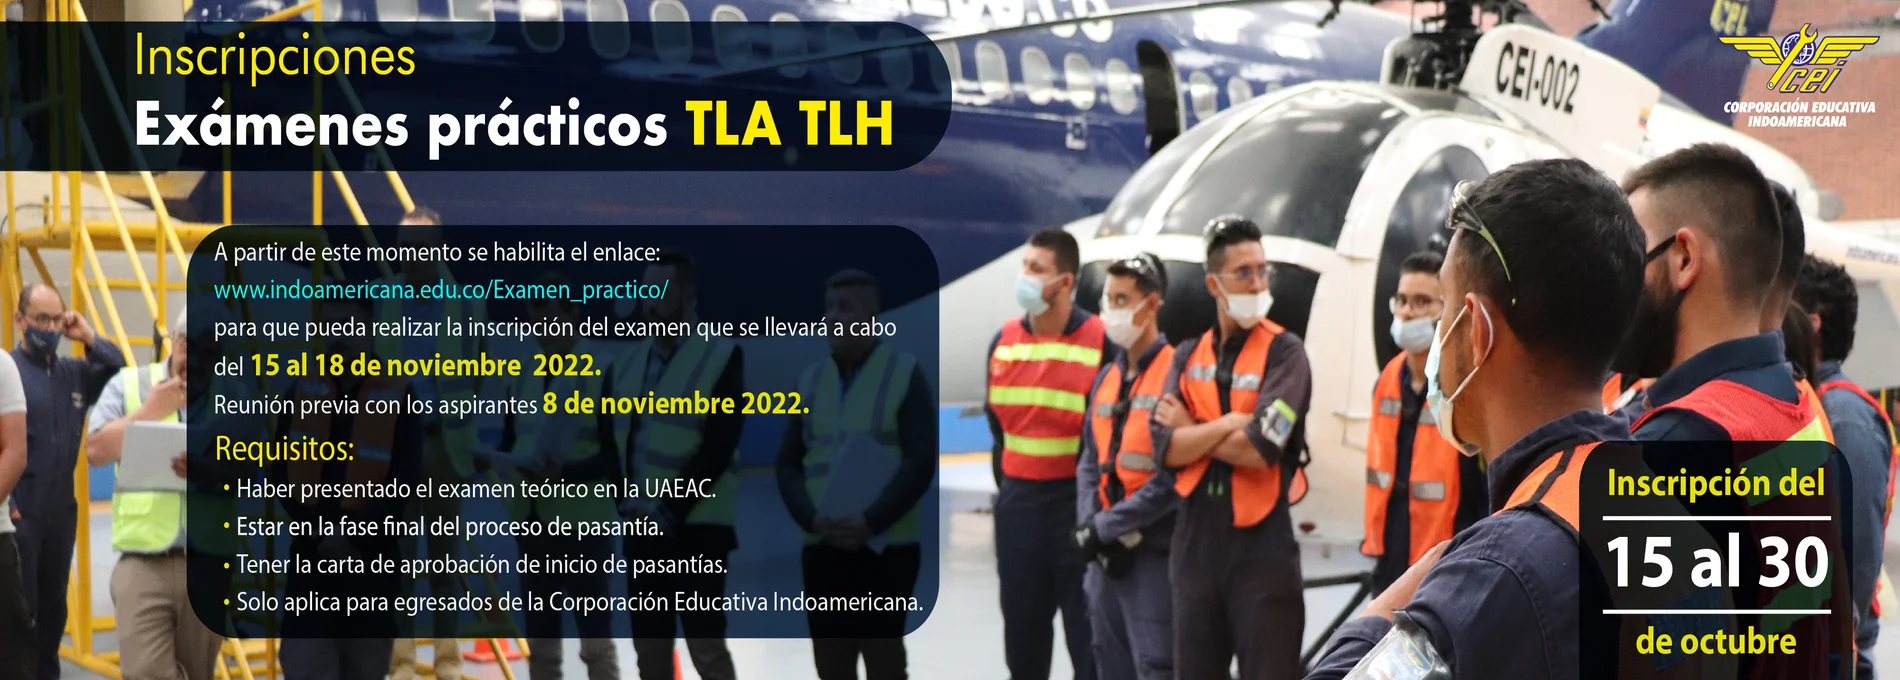 Inscripciones
Exámenes prácticos TLA TLH
A partir de este momento se habilita el enlace:
www.indoamericana.edu.co/Examen_practico/
para que pueda realizar la inscripción del examen que se llevará a cabo
del 15 al 18 de noviembre 2022.
Reunión previa con los aspirantes 8 de noviembre 2022.
Requisitos:
• Haber presentado el examen teórico en la UAEAC.
• Estar en la fase final del proceso de pasantía.
• Tener la carta de aprobación de inicio de pasantías.
• Solo aplica para egresados de la Corporación Educativa Indoamericana.
CEI-002
cei
cei
CORPORACIÓN EDUCATIVA
INDOAMERICANA
Inscripción del
15 al 30
de octubre